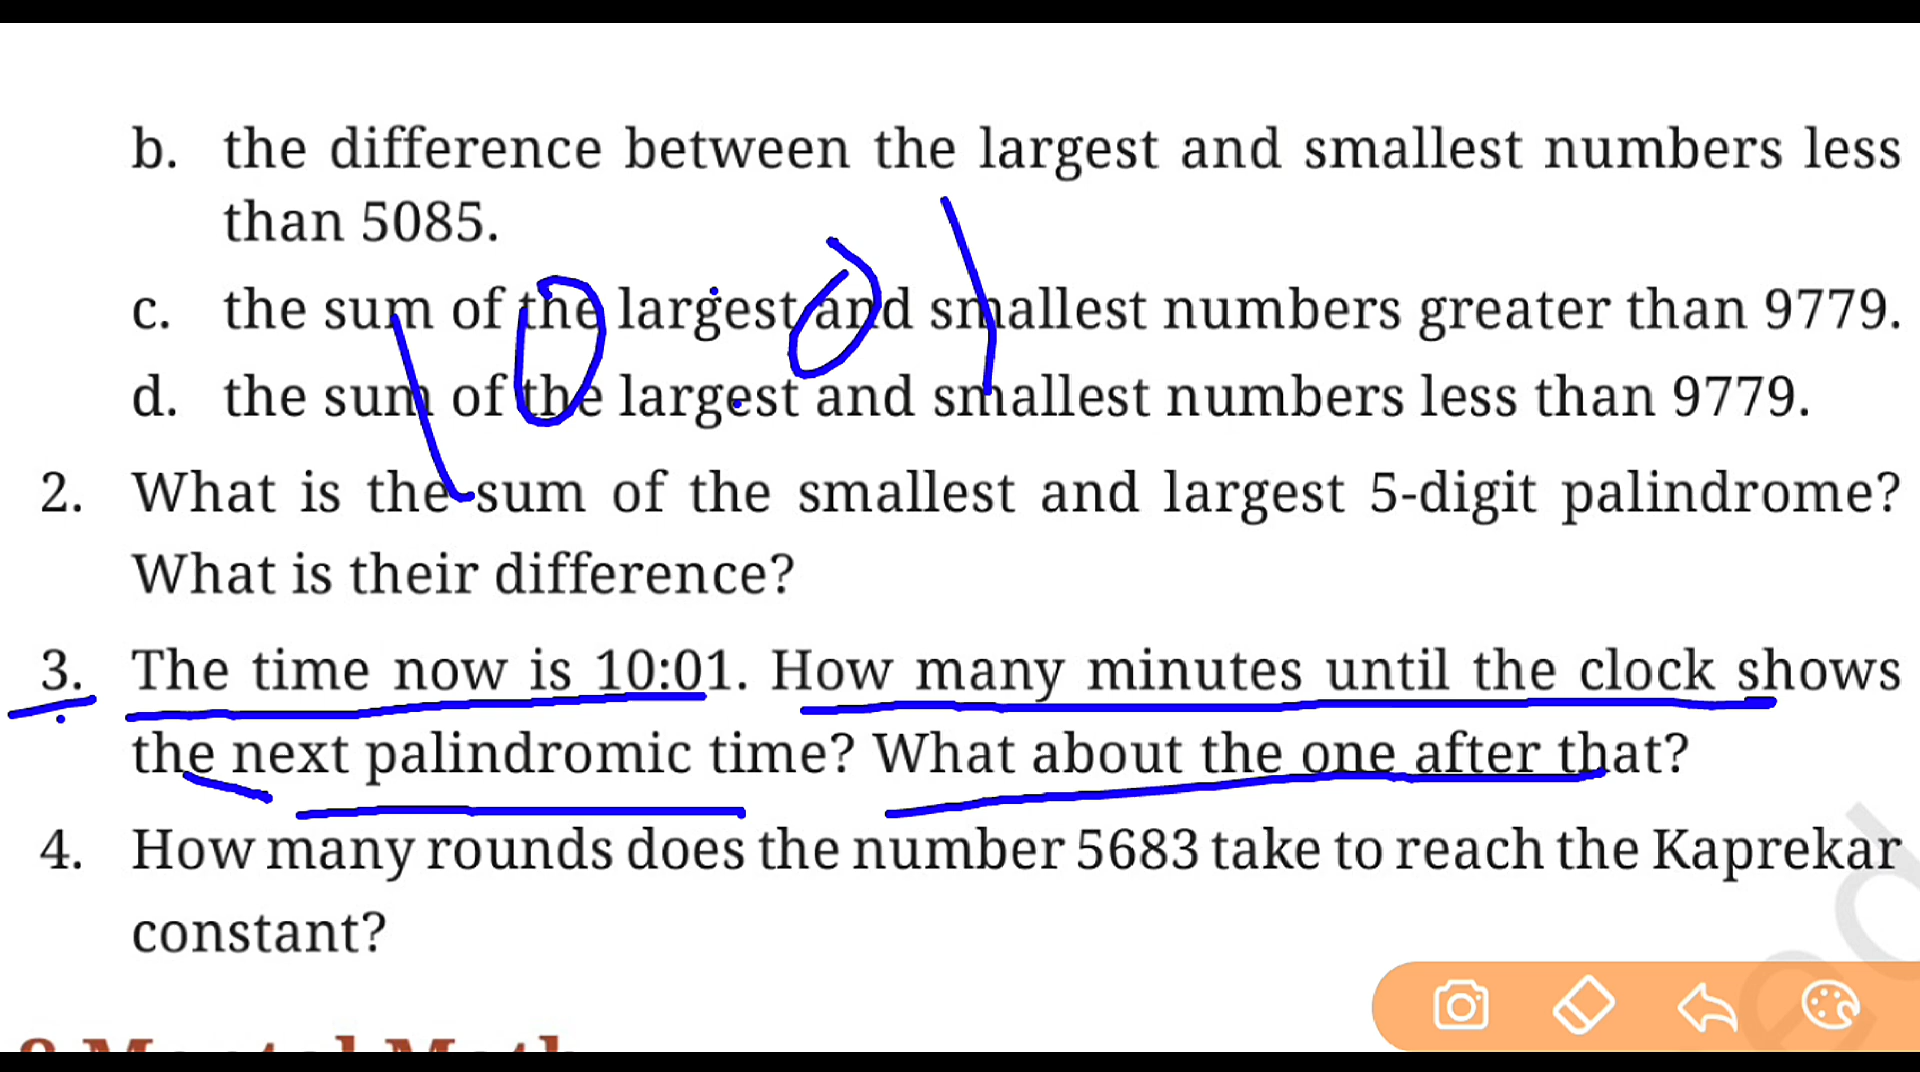 b. the difference between the largest and smallest numbers less
than 5085.
10:01
c. the sum of the largest and smallest numbers greater than 9779.
d. the sum of the largest and smallest numbers less than 9779.
2. What is the sum of the smallest and largest 5-digit palindrome?
What is their difference?
3. The time now is 10:01. How many minutes until the clock shows
the next palindromic time? What about the one after that?
4. How many rounds does the number 5683 take to reach the Kaprekar
constant?